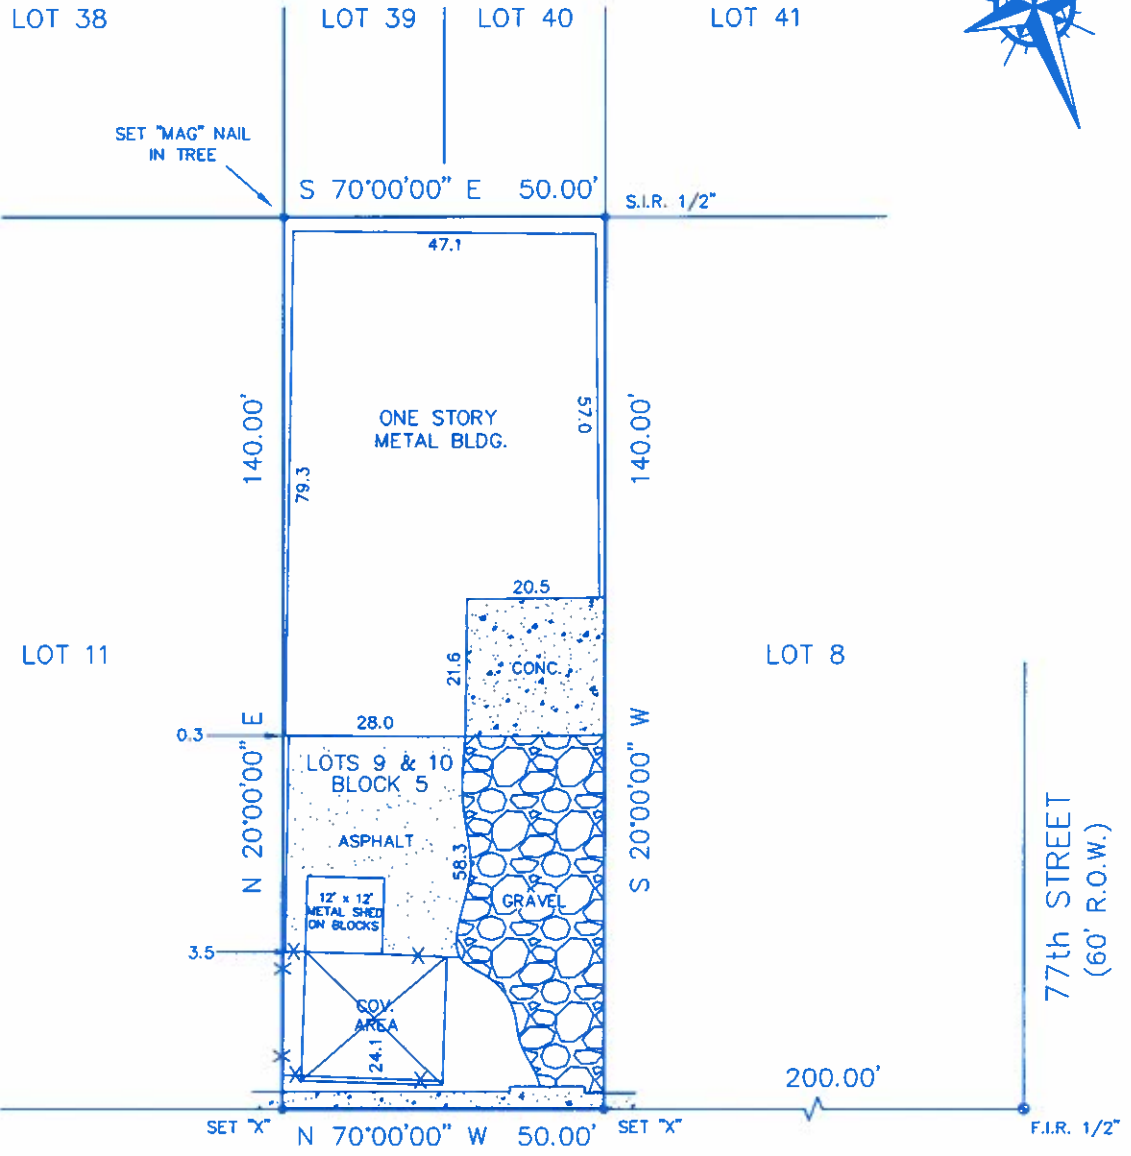 LOT 38
LOT 39
LOT 40
LOT 41
SET "MAG" NAIL
IN TREE
S 70°00'00" E 50.00'
S.I.R. 1/2"
47.1
ONE STORY
METAL BLDG.
57.0
140.00'
140.00'
79.3
20.5
LOT 11
21.6
CONC.
LOT 8
28.0
0.3
N 20°00'00" E
S 20°00'00" W
LOTS 9 & 10
BLOCK 5
ASPHALT
58.3
GRAVEL
12' x 12'
METAL SHED
ON BLOCKS
3.5
77th STREET
(60' R.O.W.)
COV.
AREA
24.1
200.00'
SET "X"
N 70°00'00" W 50.00'
SET "X"
F.I.R. 1/2"